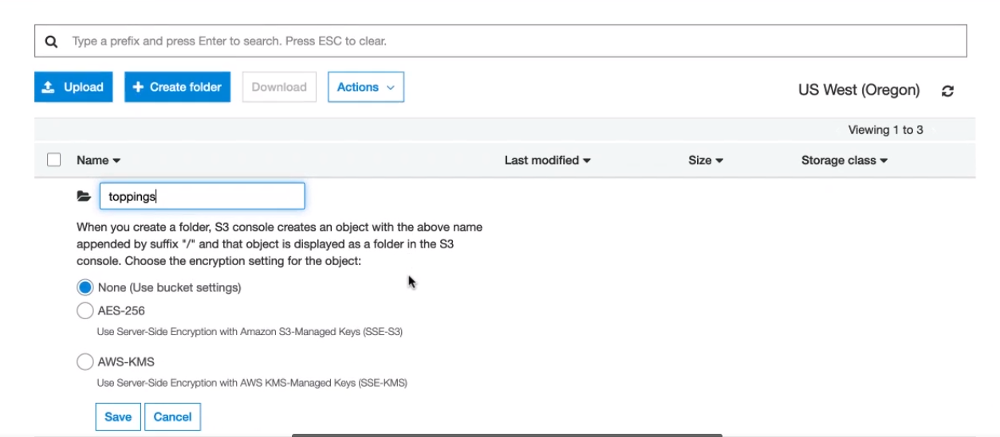 Type a prefix and press Enter to search. Press ESC to clear.
Upload + Create folder Download Actions US West (Oregon)
Viewing 1 to 3
Name Last modified Size Storage class
toppings
When you create a folder, S3 console creates an object with the above name
appended by suffix "/" and that object is displayed as a folder in the S3
console. Choose the encryption setting for the object:
None (Use bucket settings)
AES-256
Use Server-Side Encryption with Amazon S3-Managed Keys (SSE-S3)
AWS-KMS
Use Server-Side Encryption with AWS KMS-Managed Keys (SSE-KMS)
Save Cancel